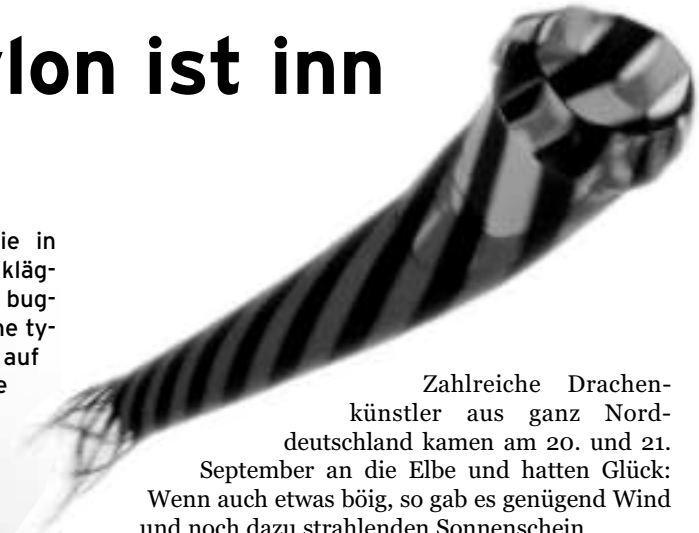 lon ist inn
ie in
kläg-
bug-
ne ty-
auf
e
Zahlreiche Drachen-
künstler aus ganz Nord-
deutschland kamen am 20. und 21.
September an die Elbe und hatten Glück:
Wenn auch etwas böig, so gab es genügend Wind
und noch dazu strahlenden Sonnenschein